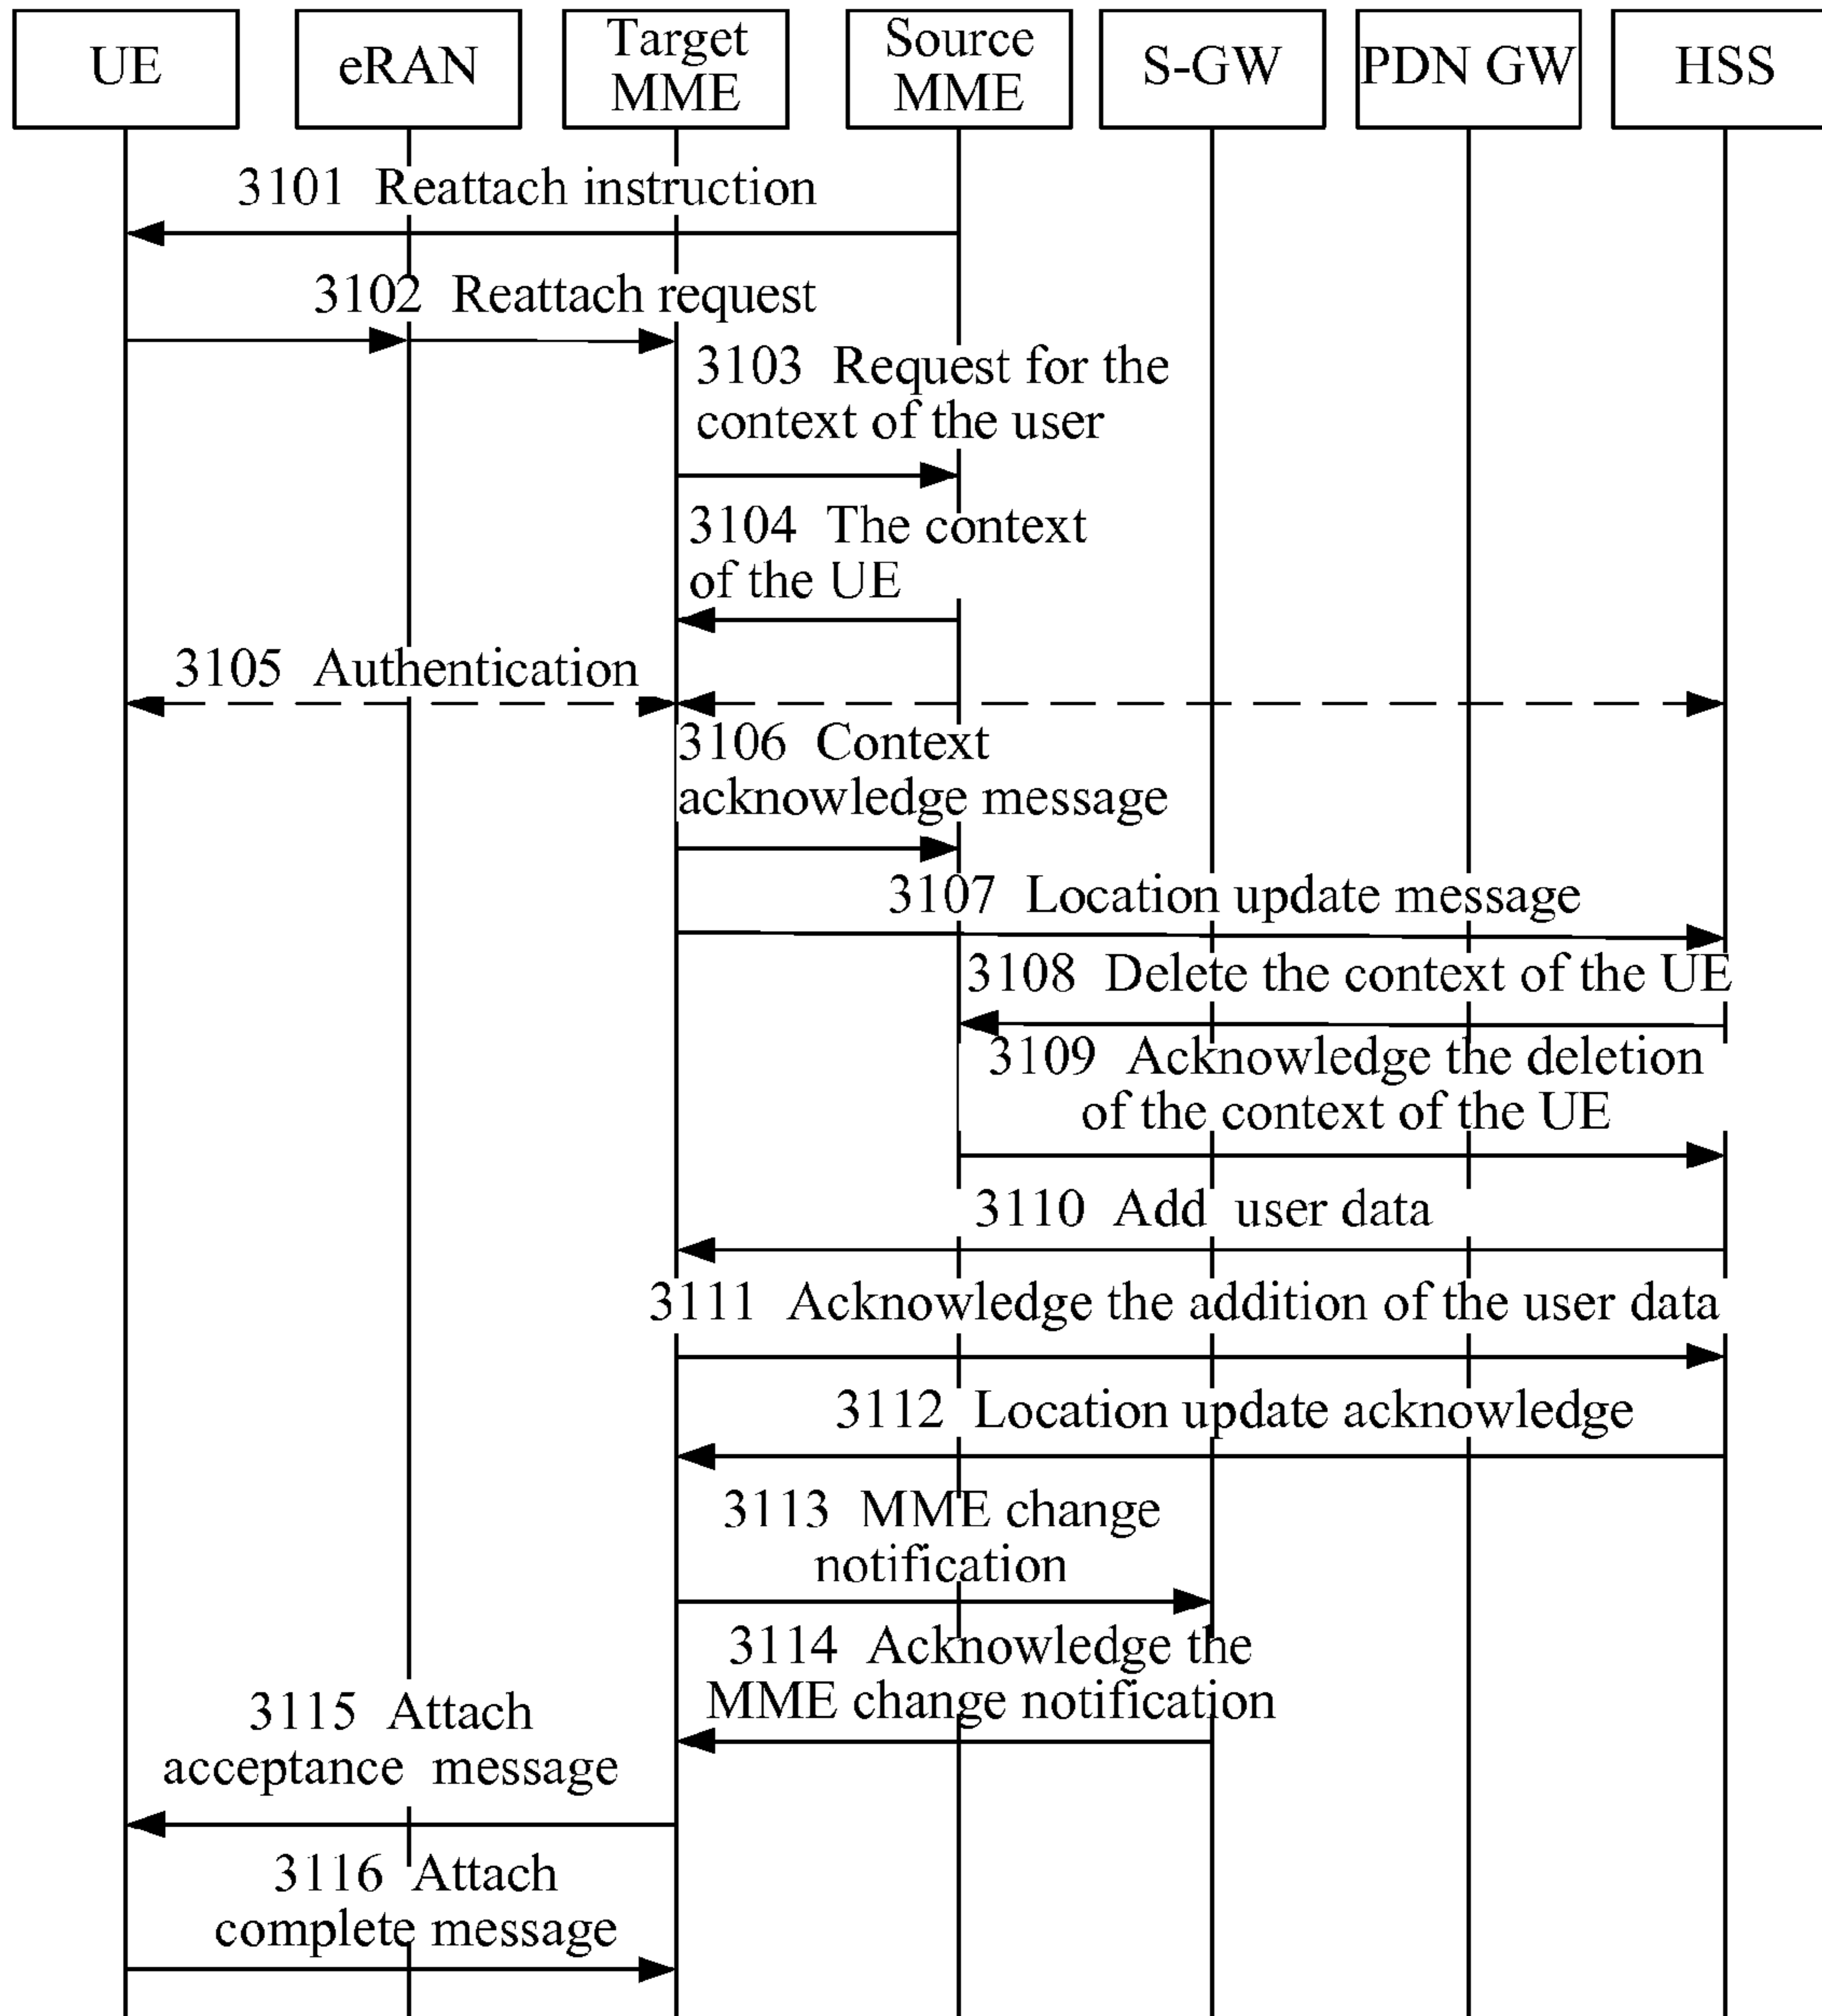 UE
eRAN
Target
MME
Source
MME
S-GW
PDN GW
HSS
3101 Reattach instruction
3102 Reattach request
3103 Request for the
context of the user
3104 The context
of the UE
3105 Authentication
3106 Context
acknowledge message
3107 Location update message
3108 Delete the context of the UE
3109 Acknowledge the deletion
of the context of the UE
3110 Add user data
3111 Acknowledge the addition of the user data
3112 Location update acknowledge
3113 MME change
notification
3114 Acknowledge the
MME change notification
3115 Attach
acceptance message
3116 Attach
complete message